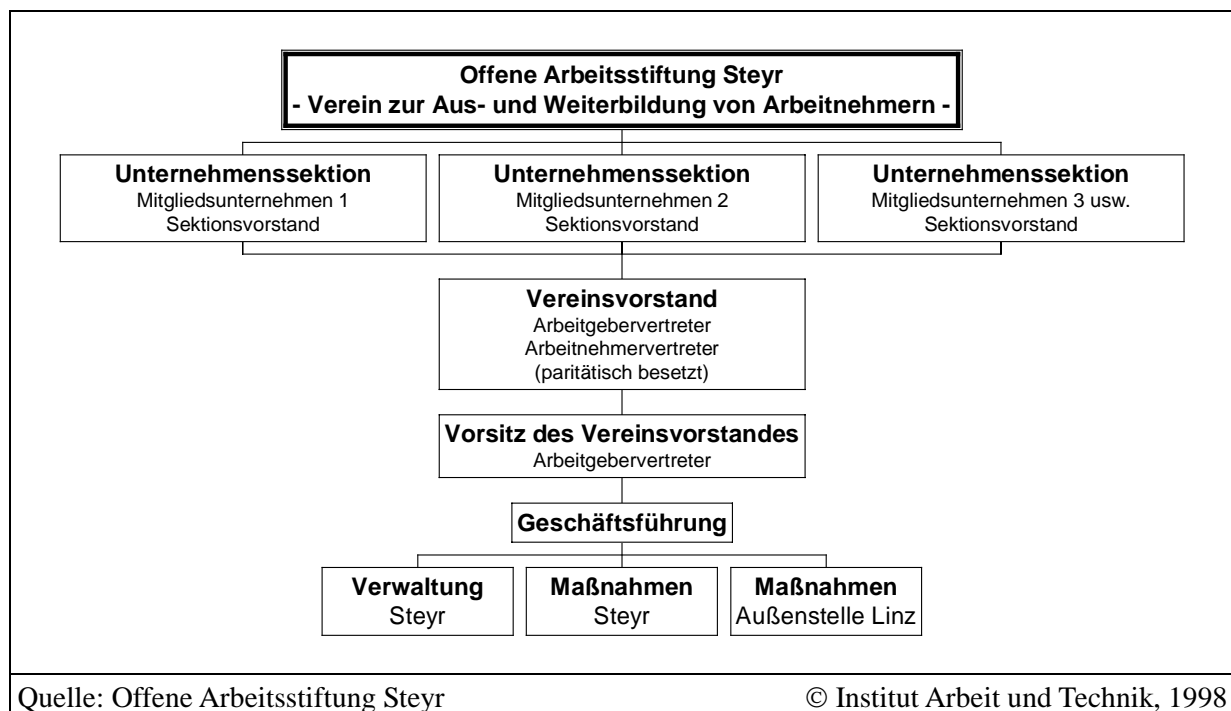 Offene Arbeitsstiftung Steyr
- Verein zur Aus- und Weiterbildung von Arbeitnehmern -
Unternehmenssektion
Mitgliedsunternehmen 1
Sektionsvorstand
Unternehmenssektion
Mitgliedsunternehmen 2
Sektionsvorstand
Unternehmenssektion
Mitgliedsunternehmen 3 usw.
Sektionsvorstand
Vereinsvorstand
Arbeitgebervertreter
Arbeitnehmervertreter
(paritätisch besetzt)
Vorsitz des Vereinsvorstandes
Arbeitgebervertreter
Geschäftsführung
Verwaltung
Steyr
Maßnahmen
Steyr
Maßnahmen
Außenstelle Linz
Quelle: Offene Arbeitsstiftung Steyr © Institut Arbeit und Technik, 1998